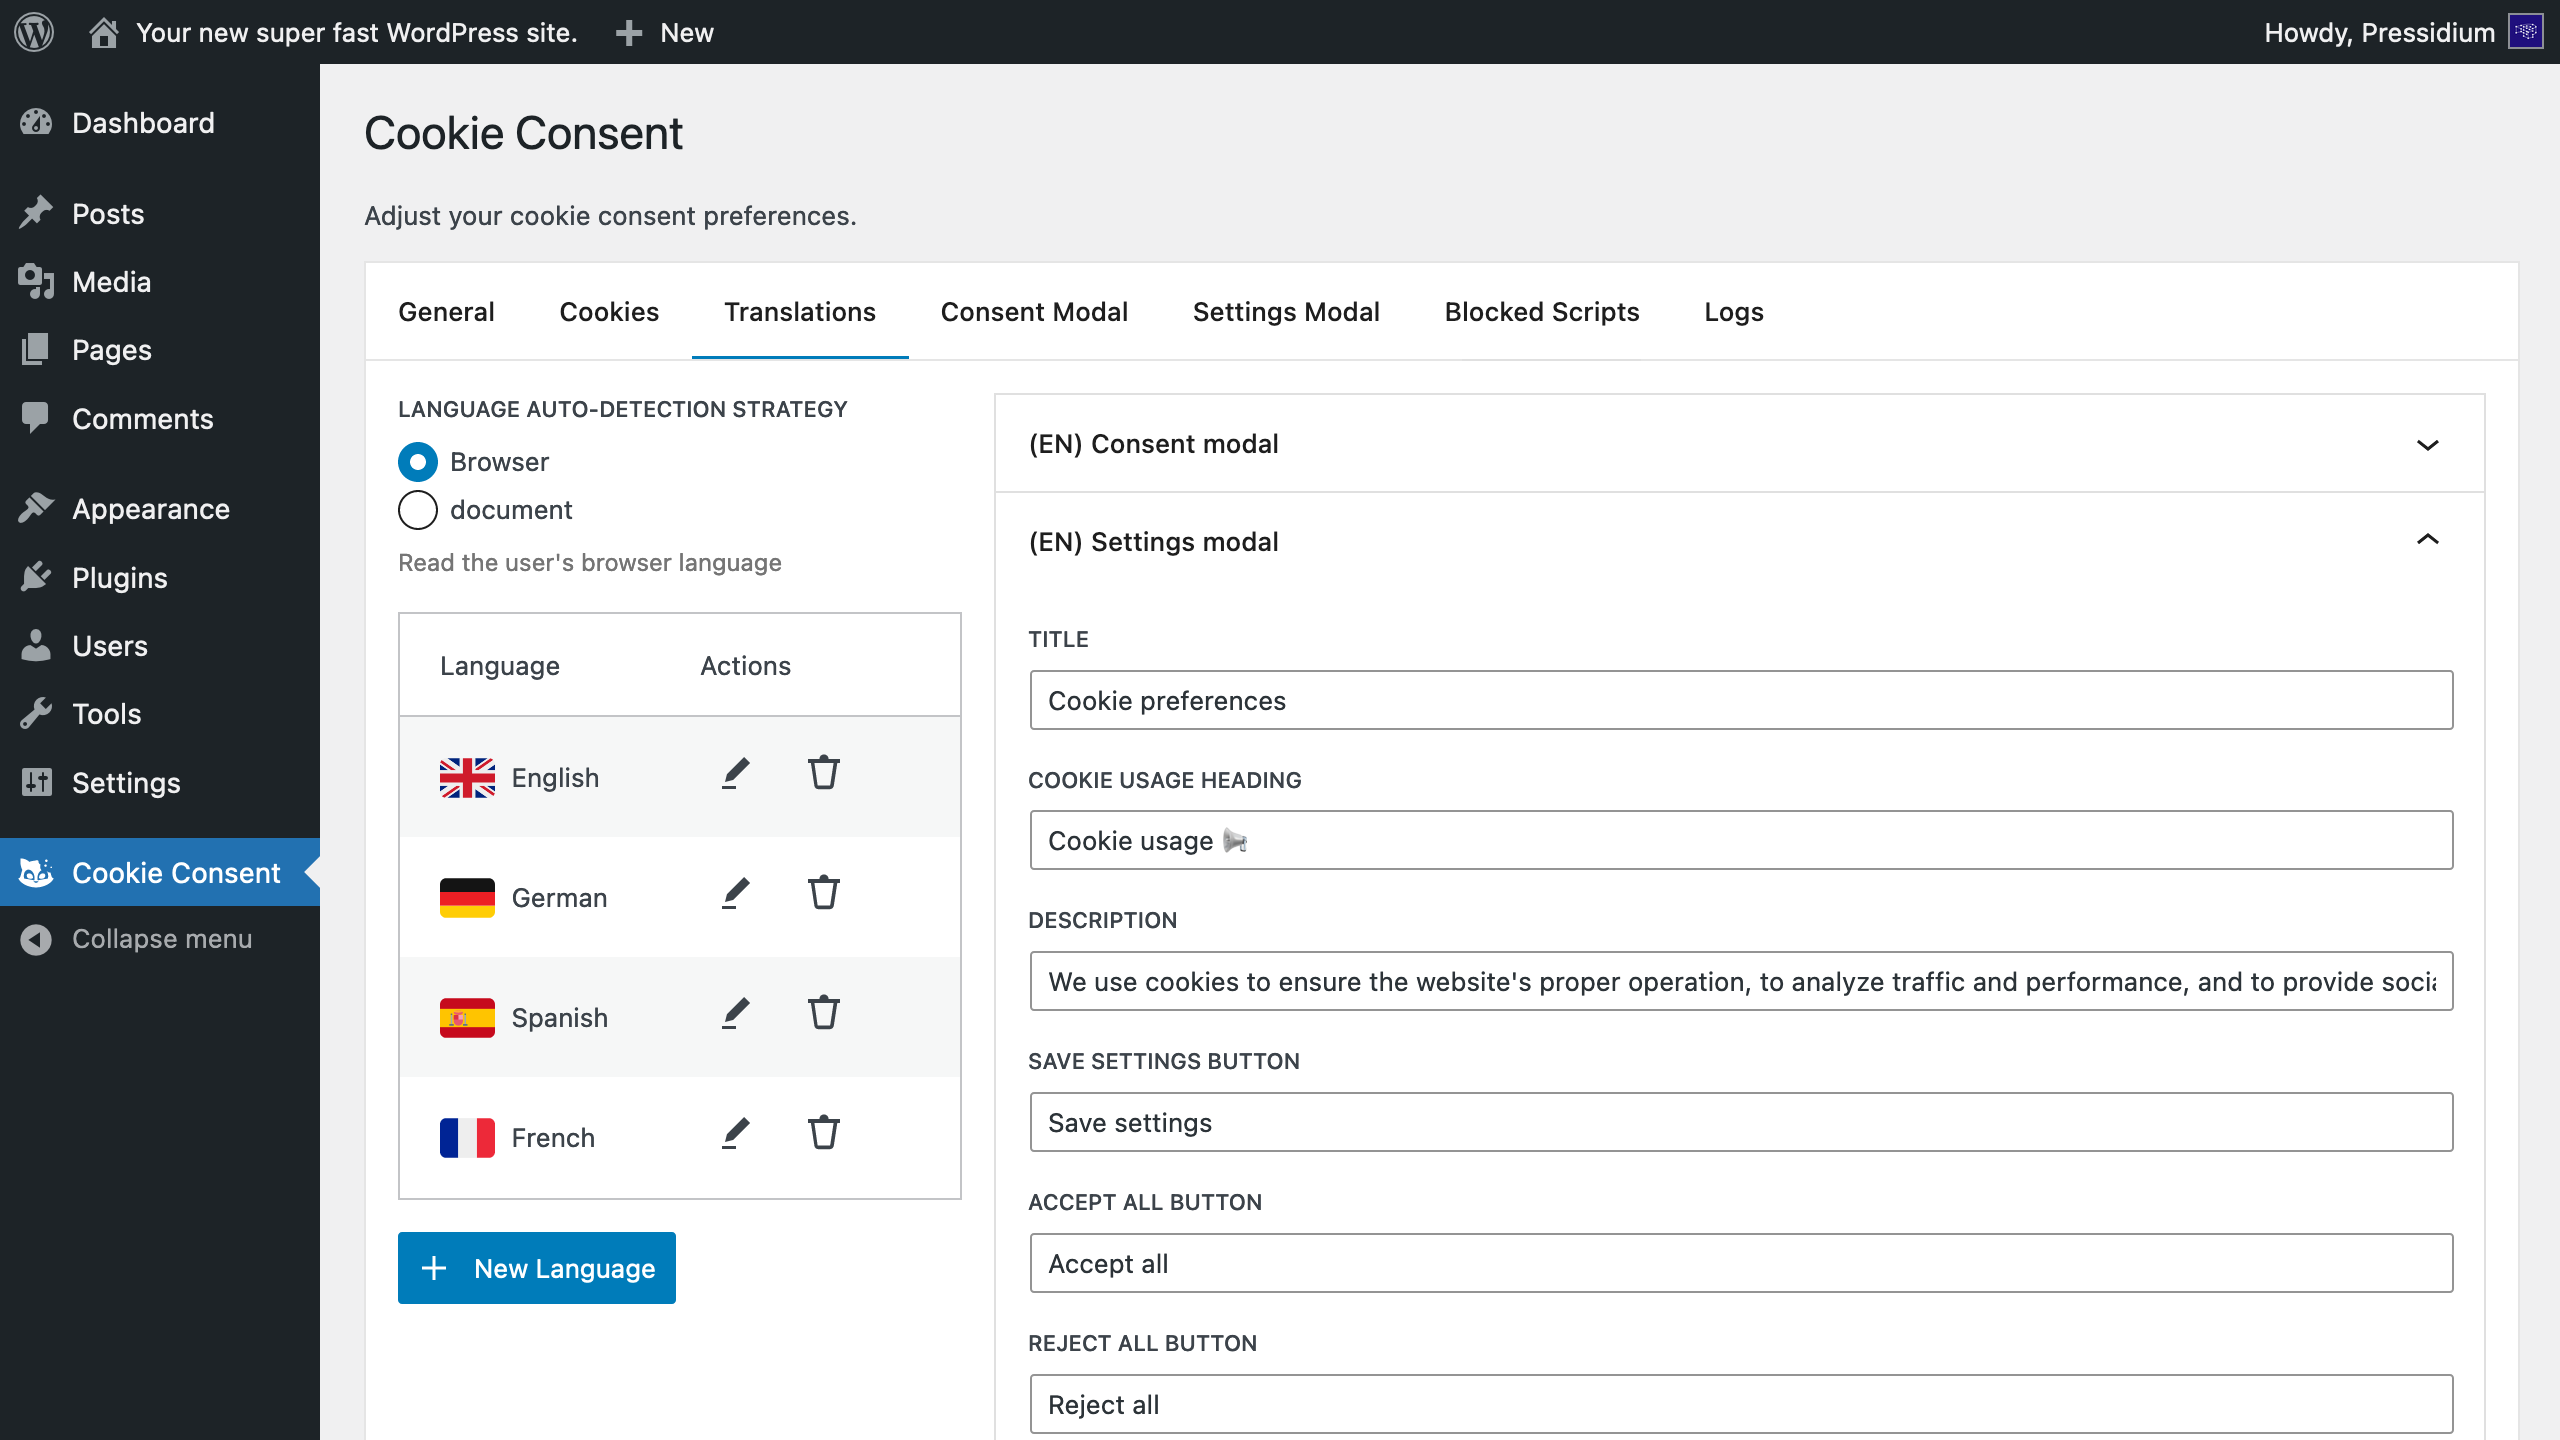 Your new super fast WordPress site.
New
Howdy, Pressidium
Dashboard
Posts
Media
Pages
Comments
Appearance
Plugins
Users
Tools
Settings
Cookie Consent
Collapse menu
Cookie Consent
Adjust your cookie consent preferences.
General
Cookies
Translations
Consent Modal
Settings Modal
Blocked Scripts
Logs
LANGUAGE AUTO-DETECTION STRATEGY
Browser
document
Read the user's browser language
Language
Actions
English
German
Spanish
French
New Language
(EN) Consent modal
(EN) Settings modal
TITLE
Cookie preferences
COOKIE USAGE HEADING
Cookie usage 📢
DESCRIPTION
We use cookies to ensure the website's proper operation, to analyze traffic and performance, and to provide
SAVE SETTINGS BUTTON
Save settings
ACCEPT ALL BUTTON
Accept all
REJECT ALL BUTTON
Reject all